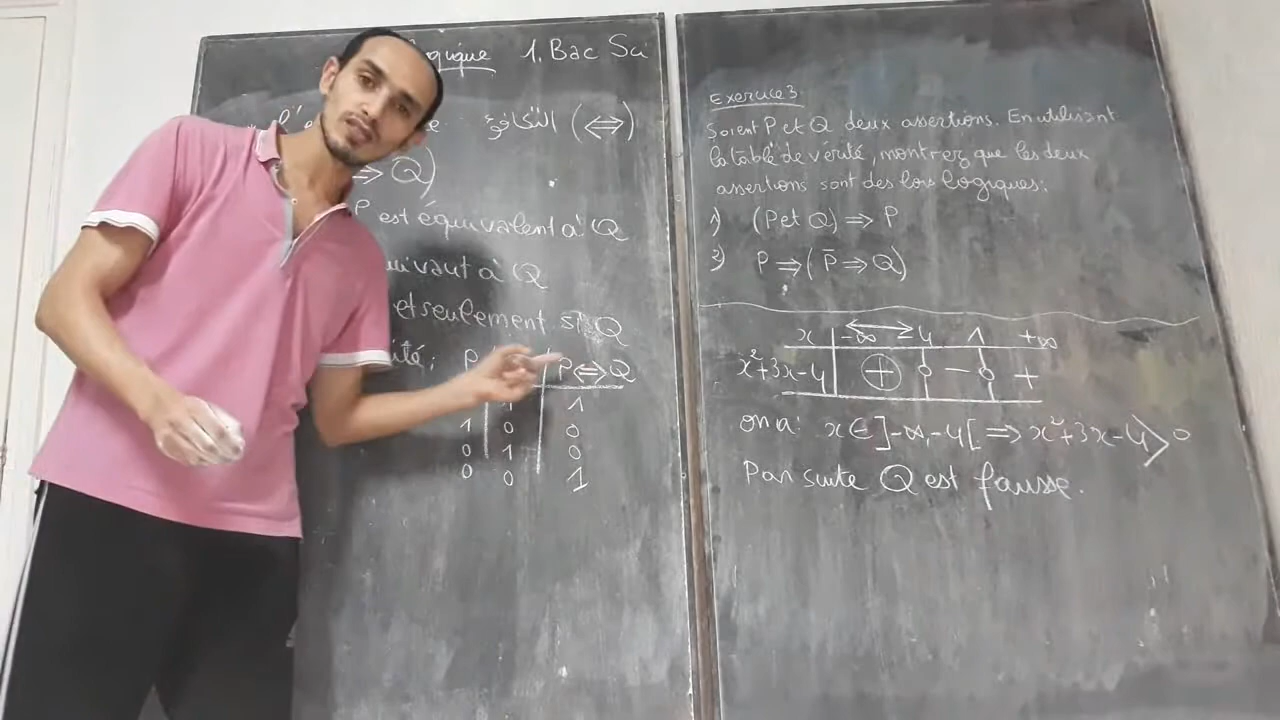 1. Bac Sc
التكافؤ (⟺)
⟹ Q)
P est équivalent à Q
à Q
et seulement si Q
P P⟺Q
1 1
1 0 0
0 1 0
0 0 1
Exercice 3
Soient P et Q deux assertions. En utilisant
la table de vérité, montrez que les deux
assertions sont des lois logiques:
1) (P et Q) ⟹ P
2) P ⟹ (P̅ ⟹ Q)
x -∞ -4 1 +∞
x²+3x-4 + 0 - 0 +
on a: x ∈ ]-∞,-4[ ⟹ x²+3x-4 > 0
Par suite Q est fausse.